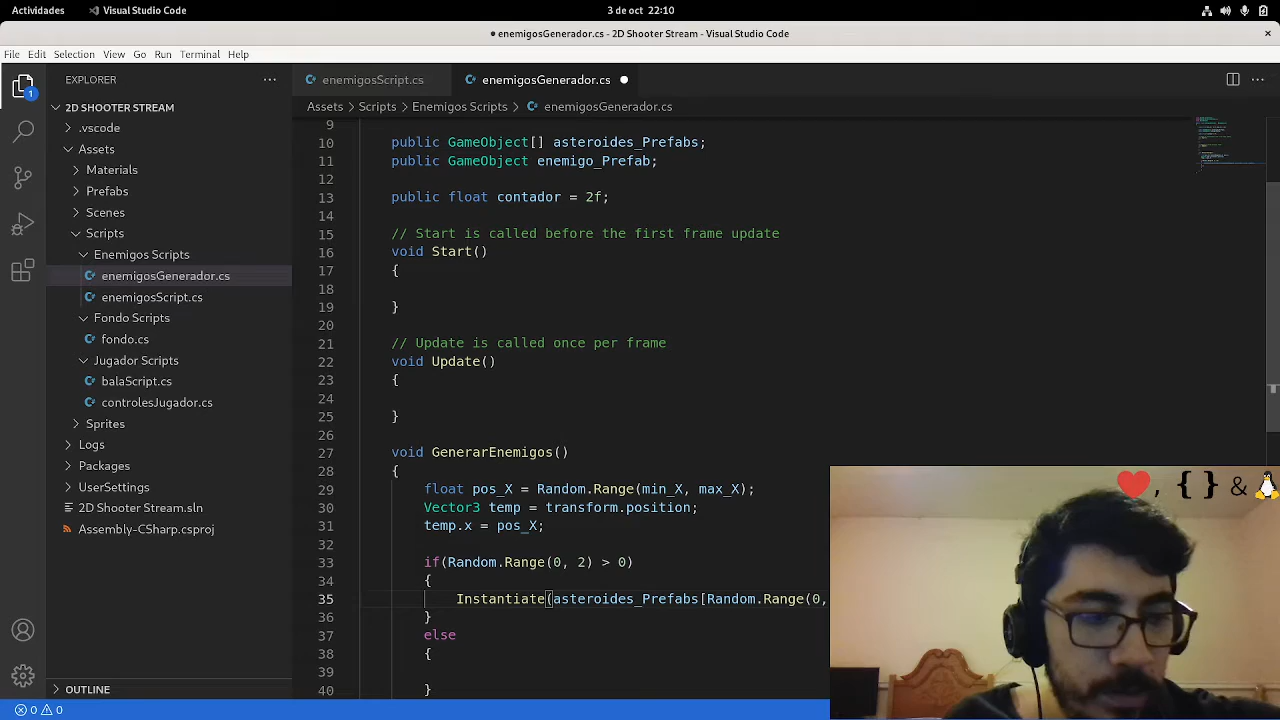 Actividades
Visual Studio Code
3 de oct 22:10
● enemigosGenerador.cs - 2D Shooter Stream - Visual Studio Code
×
File Edit Selection View Go Run Terminal Help
EXPLORER
···
enemigosScript.cs
enemigosGenerador.cs
2D SHOOTER STREAM
Assets > Scripts > Enemigos Scripts > enemigosGenerador.cs
.vscode
Assets
Materials
Prefabs
Scenes
Scripts
Enemigos Scripts
enemigosGenerador.cs
enemigosScript.cs
Fondo Scripts
fondo.cs
Jugador Scripts
balaScript.cs
controlesJugador.cs
Sprites
Logs
Packages
UserSettings
2D Shooter Stream.sln
Assembly-CSharp.csproj
OUTLINE
1
9
10 public GameObject[] asteroides_Prefabs;
11 public GameObject enemigo_Prefab;
12
13 public float contador = 2f;
14
15 // Start is called before the first frame update
16 void Start()
17 {
18
19 }
20
21 // Update is called once per frame
22 void Update()
23 {
24
25 }
26
27 void GenerarEnemigos()
28 {
29 float pos_X = Random.Range(min_X, max_X);
30 Vector3 temp = transform.position;
31 temp.x = pos_X;
32
33 if(Random.Range(0, 2) > 0)
34 {
35 Instantiate(asteroides_Prefabs[Random.Range(0,
36 }
37 else
38 {
39
40 }
, { } &
0 0